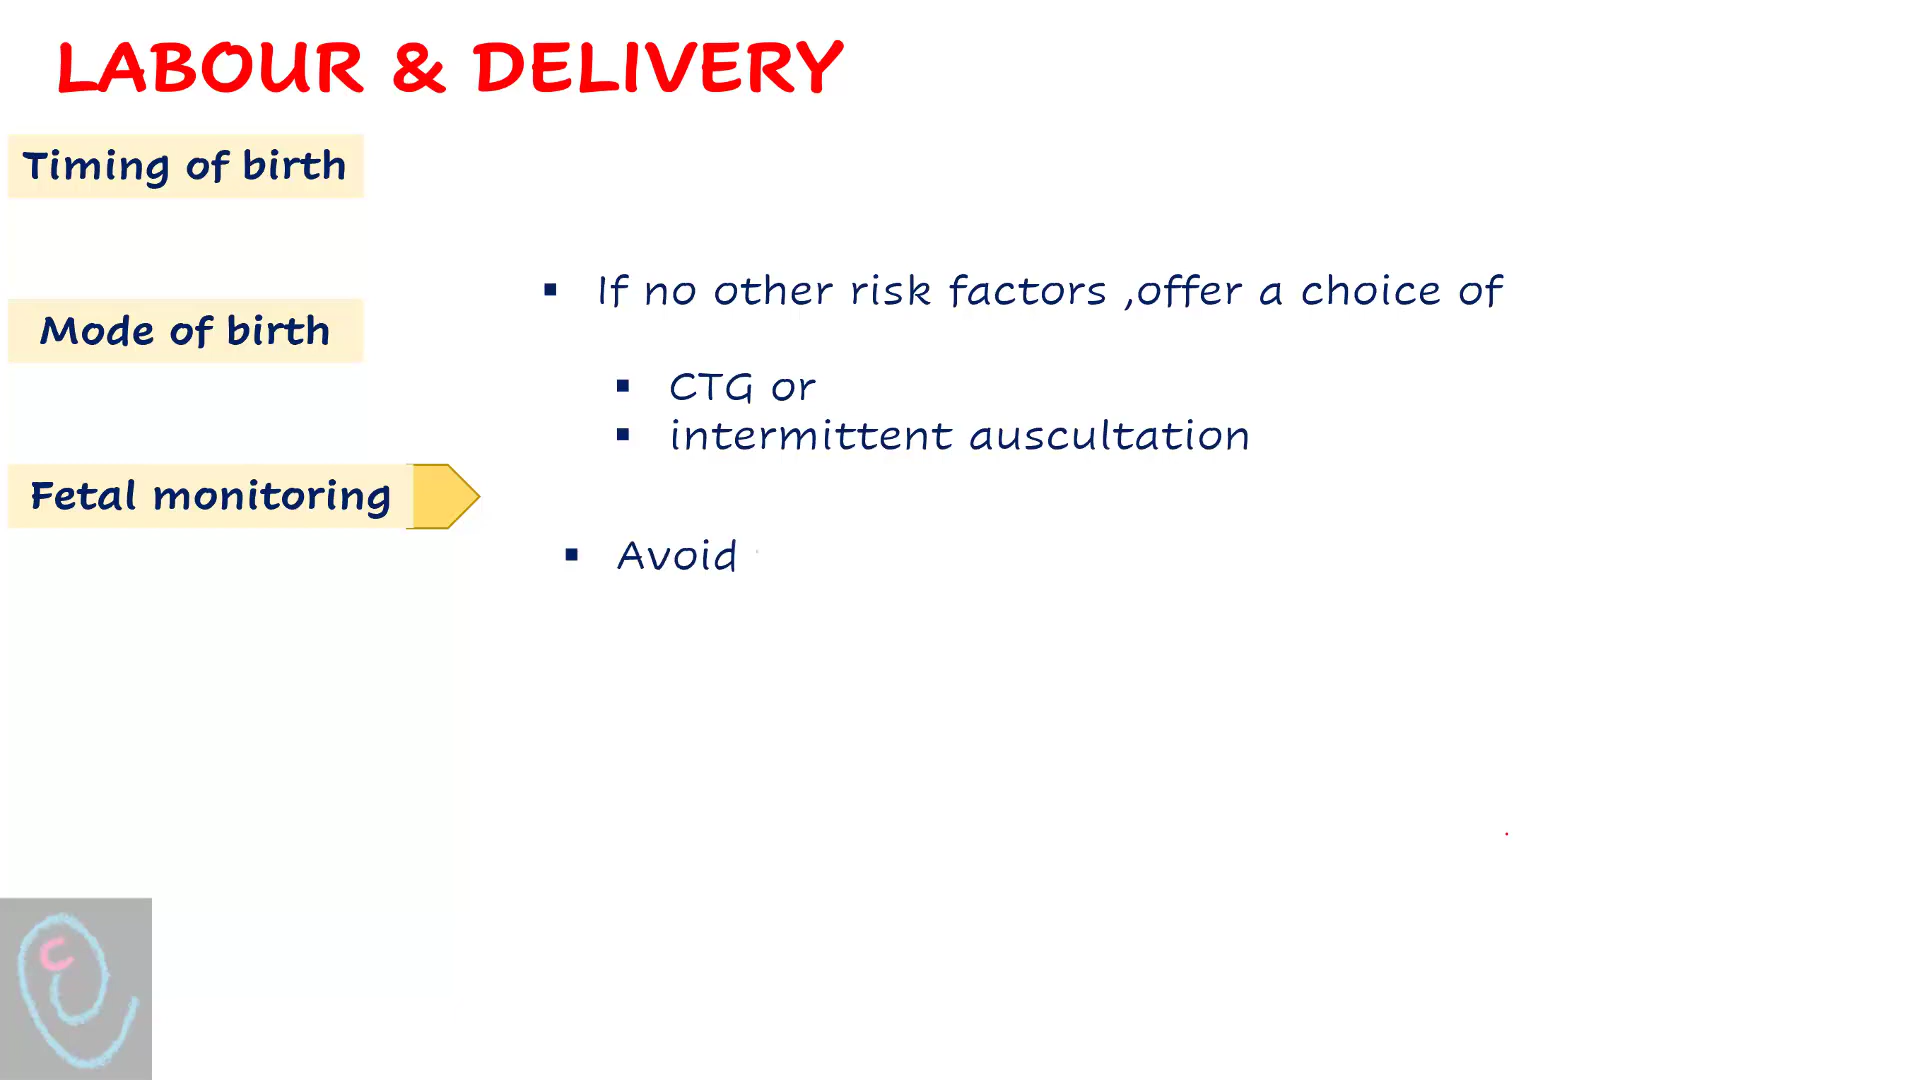 LABOUR & DELIVERY
Timing of birth
Mode of birth
Fetal monitoring
▪ If no other risk factors ,offer a choice of
▪ CTG or
▪ intermittent auscultation
▪ Avoid